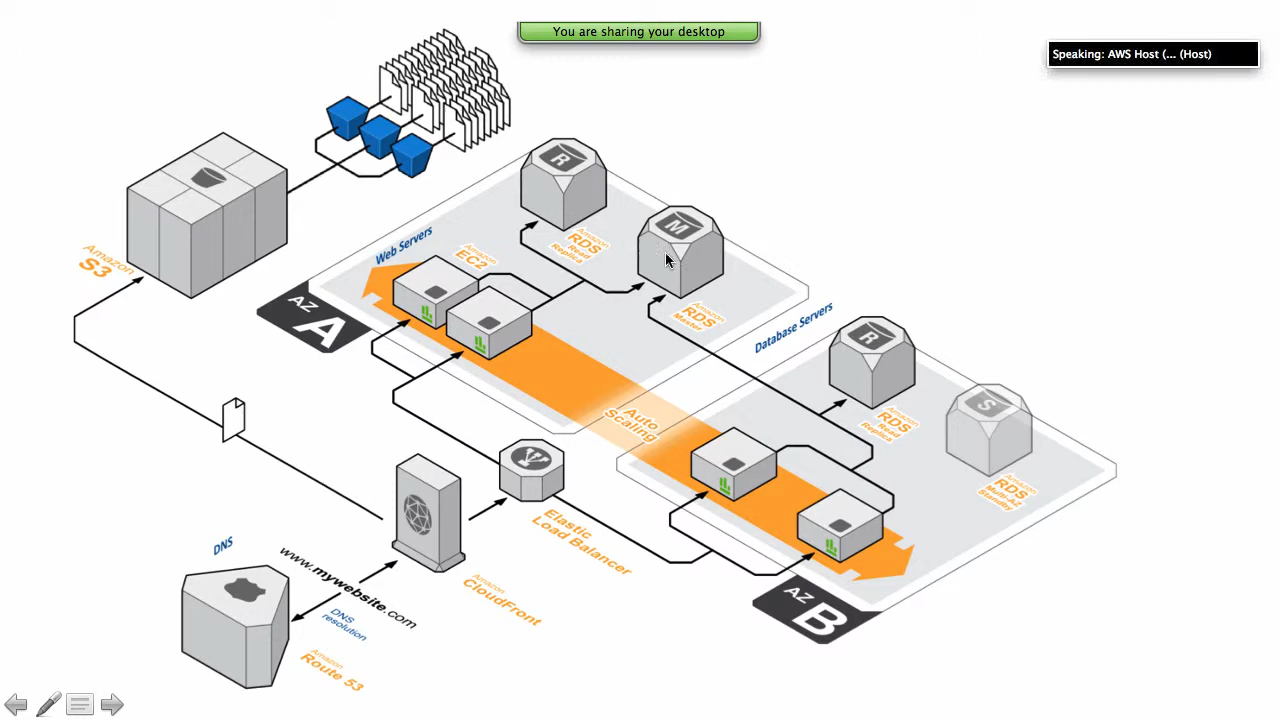 You are sharing your desktop
Speaking: AWS Host (... (Host)
R
Amazon
RDS
Read
Replica
M
Amazon
RDS
Master
Web Servers
Amazon
EC2
Amazon
S3
AZ
A
Database Servers
R
Amazon
RDS
Read
Replica
S
Amazon
RDS
Multi-AZ
Standby
Auto
Scaling
Elastic
Load Balancer
DNS
www.mywebsite.com
Amazon
CloudFront
DNS
resolution
Amazon
Route 53
AZ
B